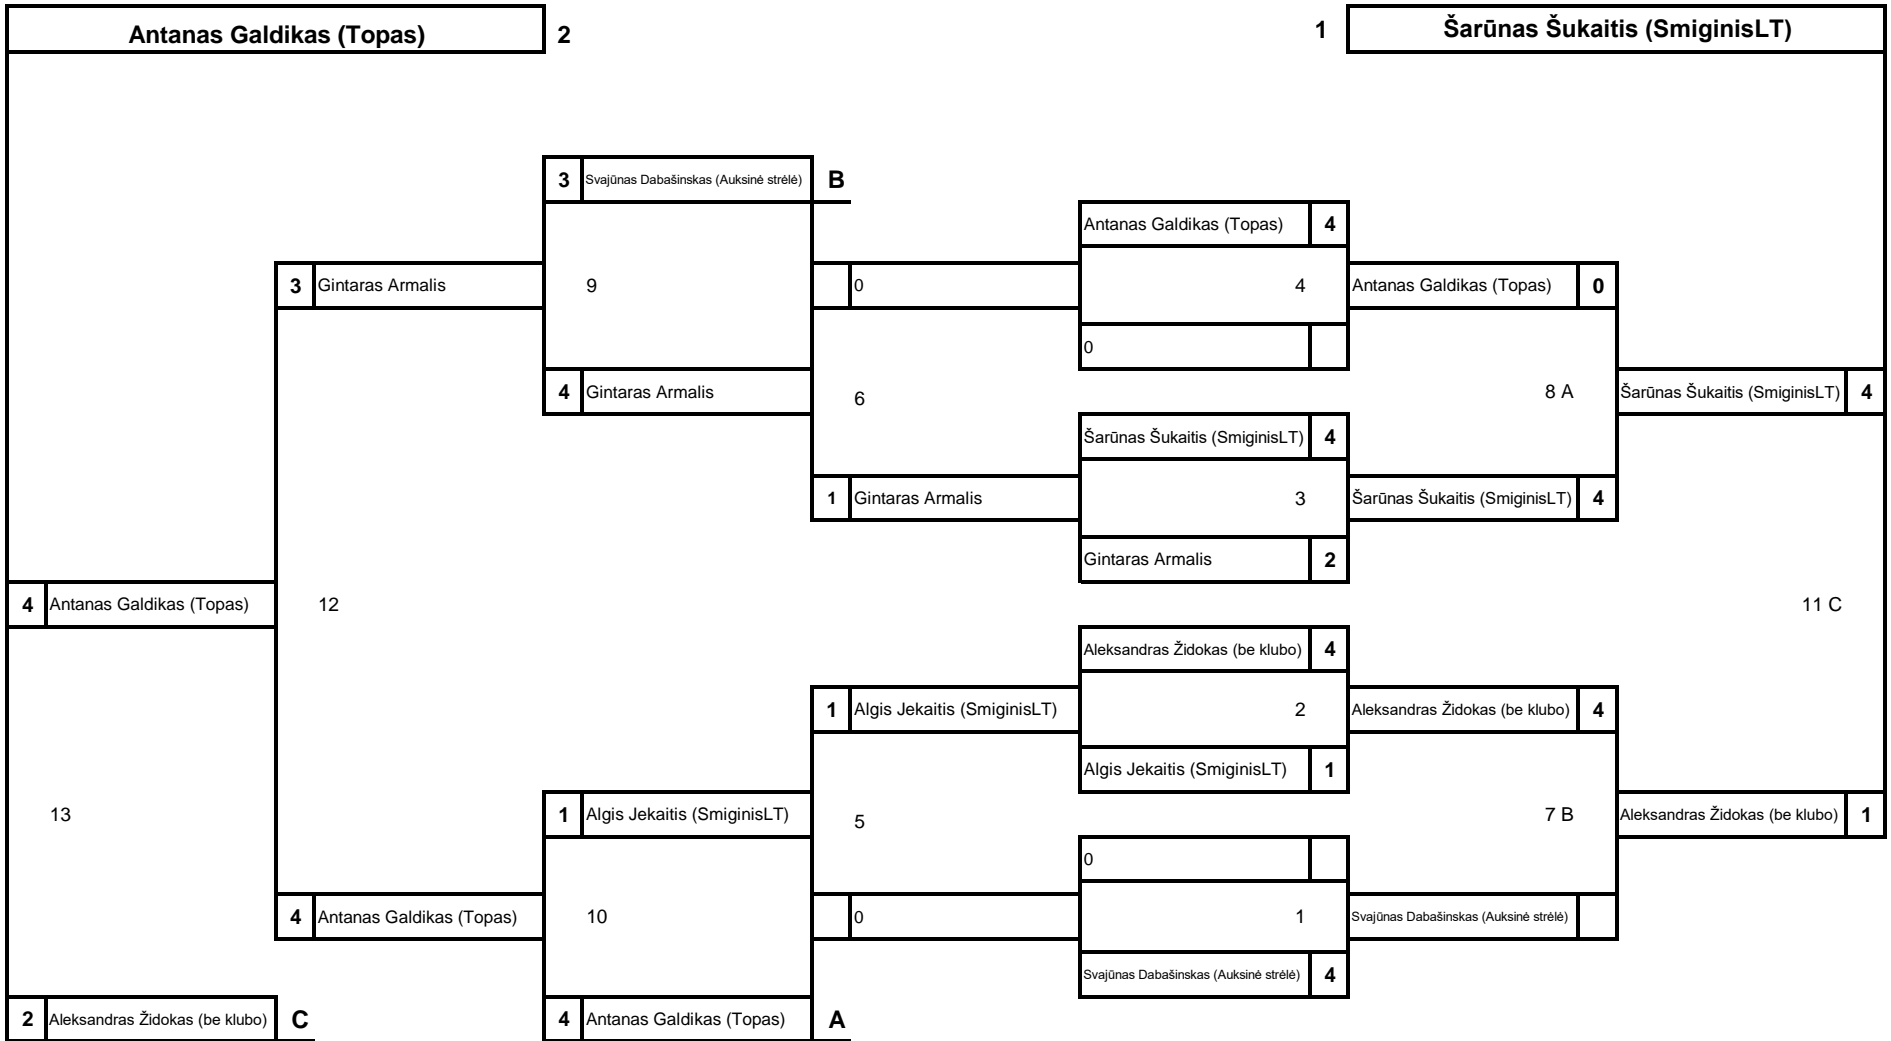 Antanas Galdikas (Topas) 2 1 Šarūnas Šukaitis (SmiginisLT)
3 Svajūnas Dabašinskas (Auksinė strėlė) B
Antanas Galdikas (Topas) 4
3 Gintaras Armalis 9 0 4 Antanas Galdikas (Topas) 0
0
4 Gintaras Armalis 6 8 A Šarūnas Šukaitis (SmiginisLT) 4
Šarūnas Šukaitis (SmiginisLT) 4
1 Gintaras Armalis 3 Šarūnas Šukaitis (SmiginisLT) 4
Gintaras Armalis 2
4 Antanas Galdikas (Topas) 12 11 C
Aleksandras Židokas (be klubo) 4
1 Algis Jekaitis (SmiginisLT) 2 Aleksandras Židokas (be klubo) 4
Algis Jekaitis (SmiginisLT) 1
13 1 Algis Jekaitis (SmiginisLT) 5 7 B Aleksandras Židokas (be klubo) 1
0
4 Antanas Galdikas (Topas) 10 0 1 Svajūnas Dabašinskas (Auksinė strėlė)
Svajūnas Dabašinskas (Auksinė strėlė) 4
2 Aleksandras Židokas (be klubo) C 4 Antanas Galdikas (Topas) A